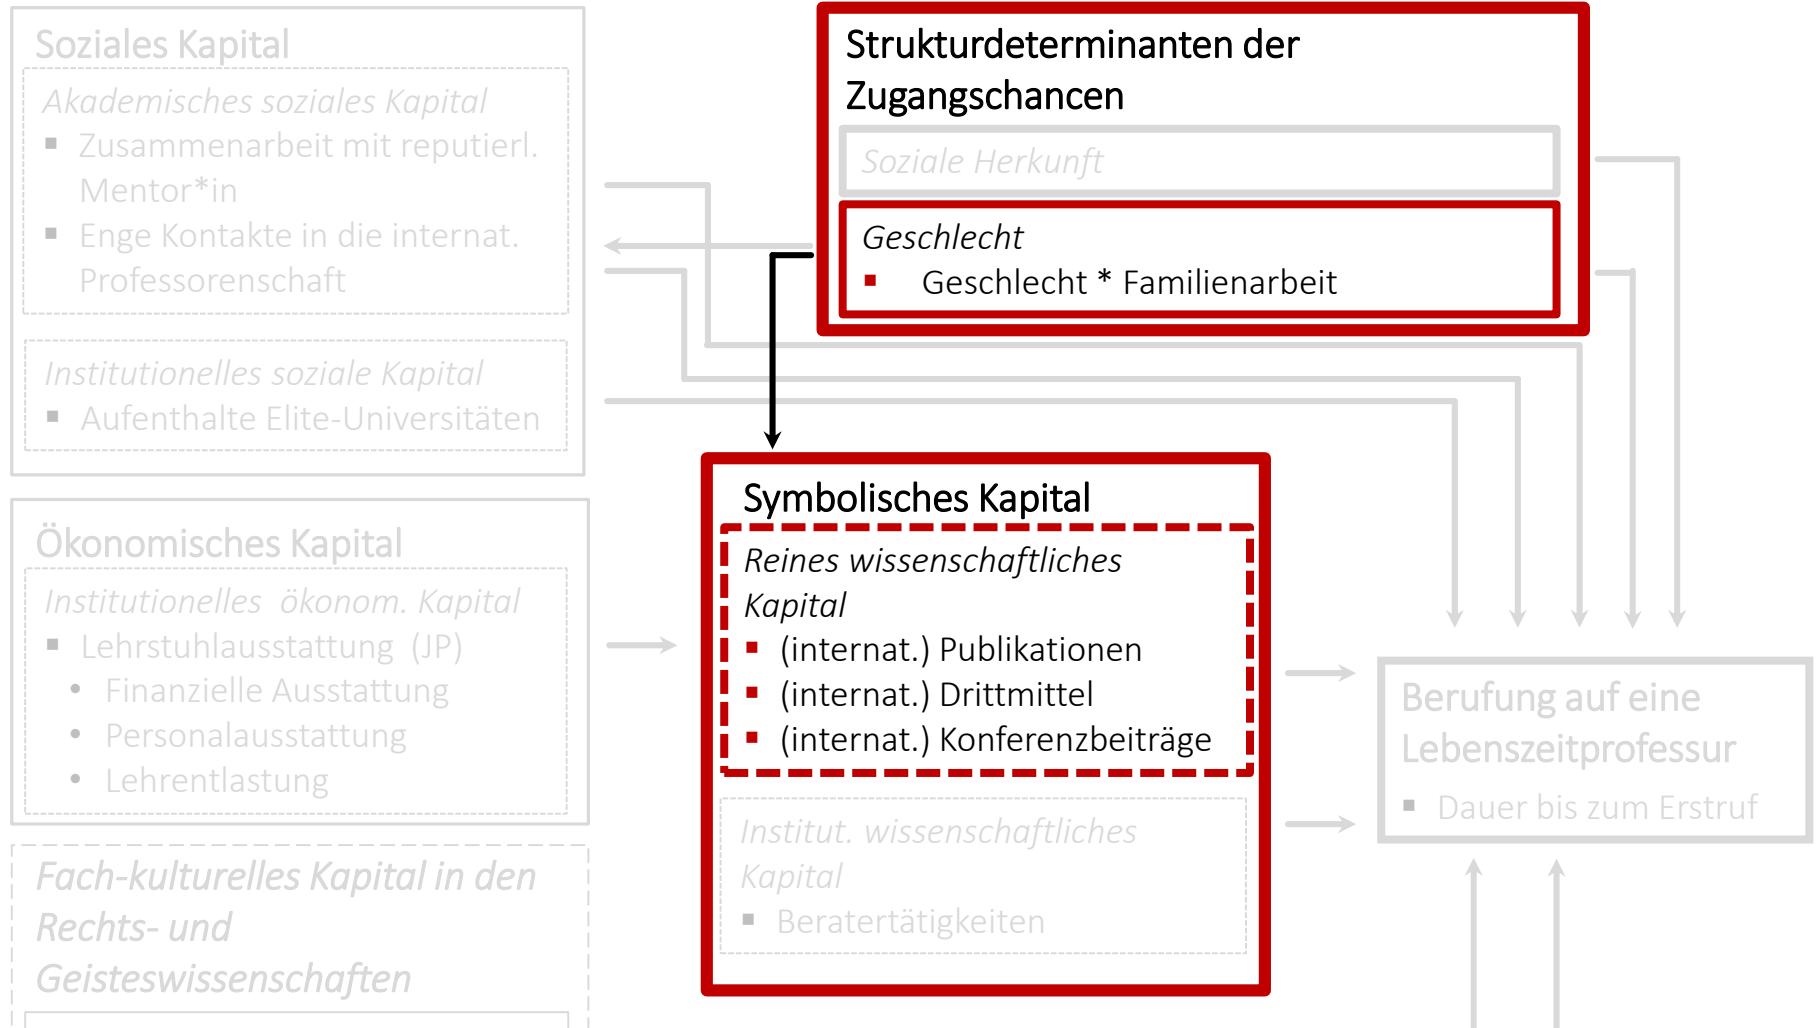 Soziales Kapital
Akademisches soziales Kapital
▪ Zusammenarbeit mit reputierl.
Mentor*in
▪ Enge Kontakte in die internat.
Professorenschaft
Institutionelles soziale Kapital
▪ Aufenthalte Elite-Universitäten
Ökonomisches Kapital
Institutionelles ökonom. Kapital
▪ Lehrstuhlausstattung (JP)
• Finanzielle Ausstattung
• Personalausstattung
• Lehrentlastung
Fach-kulturelles Kapital in den
Rechts- und
Geisteswissenschaften
Strukturdeterminanten der
Zugangschancen
Soziale Herkunft
Geschlecht
▪ Geschlecht * Familienarbeit
Symbolisches Kapital
Reines wissenschaftliches
Kapital
▪ (internat.) Publikationen
▪ (internat.) Drittmittel
▪ (internat.) Konferenzbeiträge
Institut. wissenschaftliches
Kapital
▪ Beratertätigkeiten
Berufung auf eine
Lebenszeitprofessur
▪ Dauer bis zum Erstruf